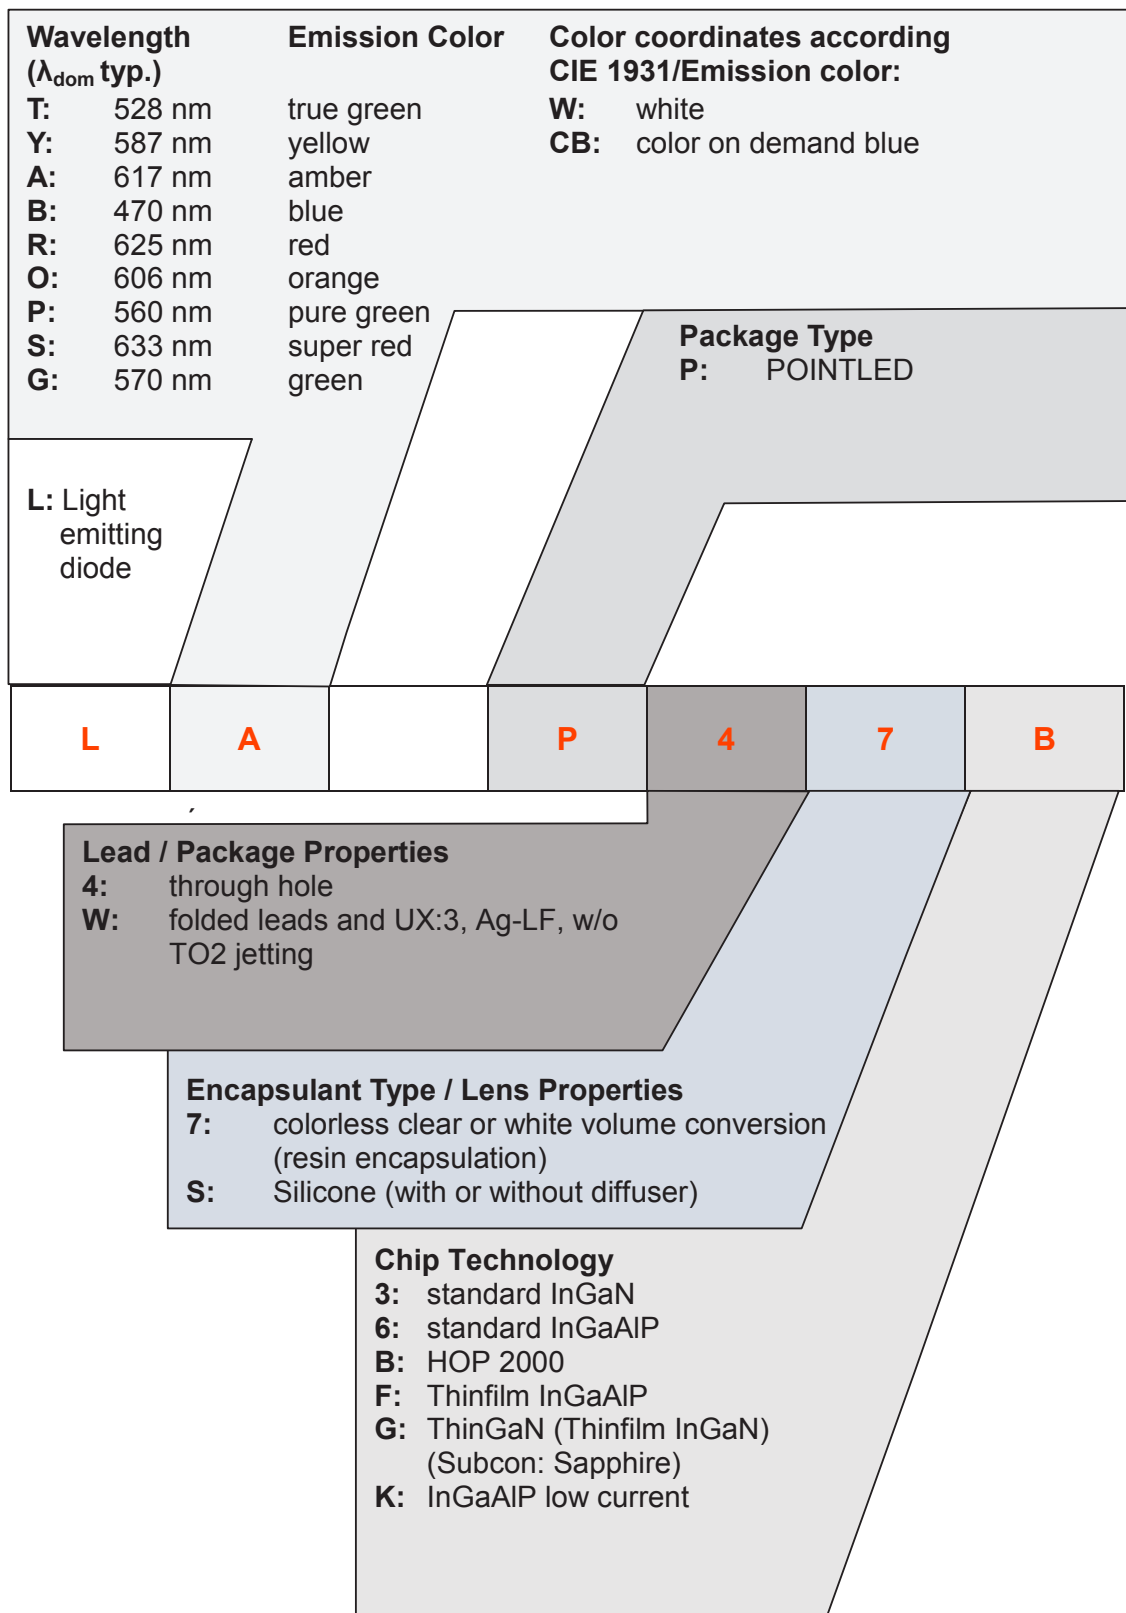 Wavelength Emission Color Color coordinates according
(λdom typ.) CIE 1931/Emission color:
T: 528 nm true green W: white
Y: 587 nm yellow CB: color on demand blue
A: 617 nm amber
B: 470 nm blue
R: 625 nm red
O: 606 nm orange
P: 560 nm pure green
S: 633 nm super red
G: 570 nm green
Package Type
P: POINTLED
L: Light
emitting
diode
L A P 4 7 B
Lead / Package Properties
4: through hole
W: folded leads and UX:3, Ag-LF, w/o
TO2 jetting
Encapsulant Type / Lens Properties
7: colorless clear or white volume conversion
(resin encapsulation)
S: Silicone (with or without diffuser)
Chip Technology
3: standard InGaN
6: standard InGaAlP
B: HOP 2000
F: Thinfilm InGaAlP
G: ThinGaN (Thinfilm InGaN)
(Subcon: Sapphire)
K: InGaAlP low current